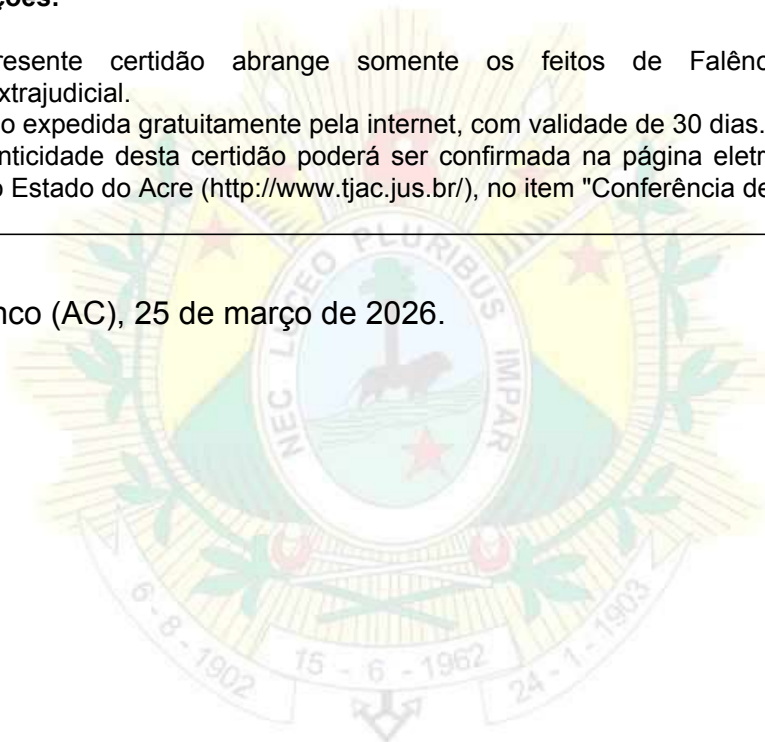 ções:
resente certidão abrange somente os feitos de Falênc
xtrajudicial.
o expedida gratuitamente pela internet, com validade de 30 dias.
nticidade desta certidão poderá ser confirmada na página eletr
o Estado do Acre (http://www.tjac.jus.br/), no item "Conferência de
nco (AC), 25 de março de 2026.
NEC LUCEO PLURIBUS IMPAR
6 - 8 - 1902
15 - 6 - 1962
24 - 1 - 1903